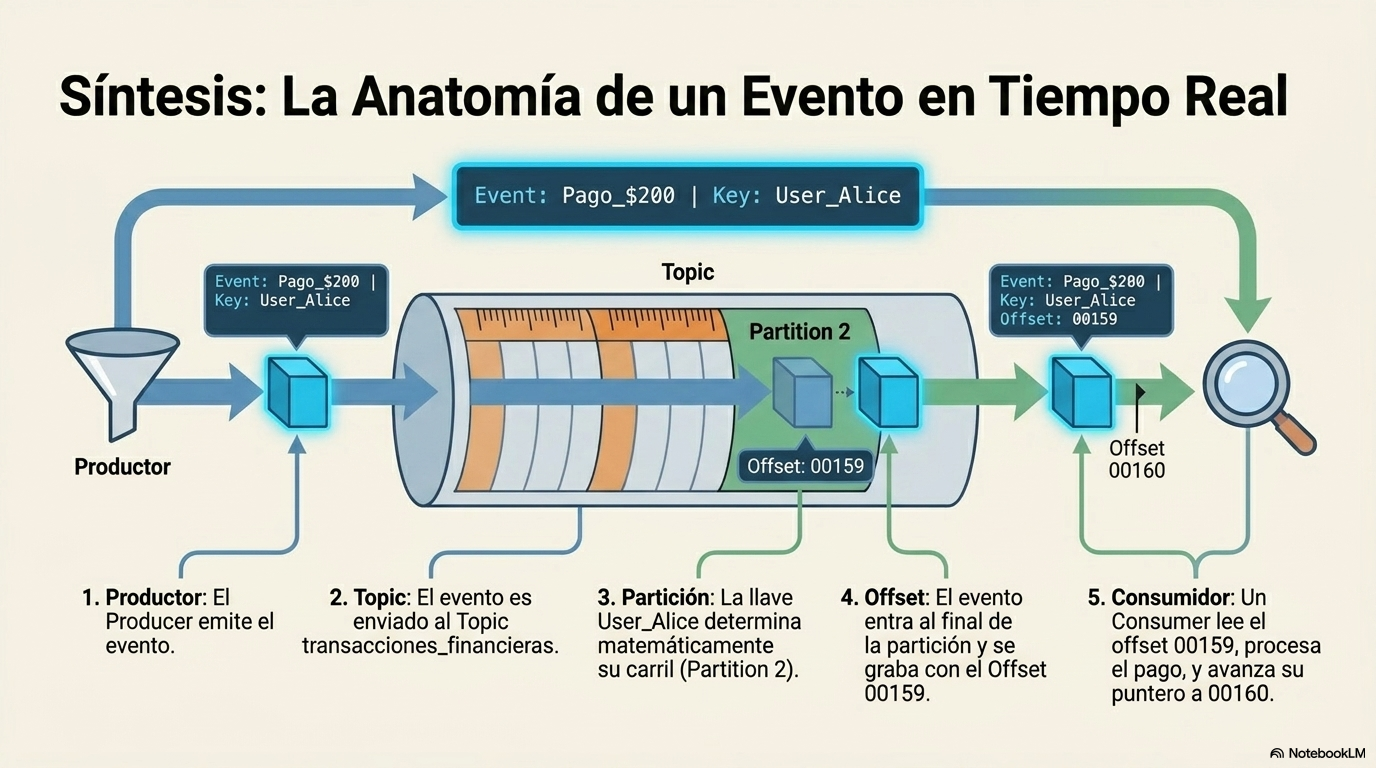 Síntesis: La Anatomía de un Evento en Tiempo Real
Event: Pago_$200 | Key: User_Alice
Event: Pago_$200 |
Key: User_Alice
Topic
Event: Pago_$200 |
Key: User_Alice
Offset: 00159
Partition 2
Productor
Offset: 00159
Offset
00160
1. Productor: El
Producer emite el
evento.
2. Topic: El evento es
enviado al Topic
transacciones_financieras.
3. Partición: La llave
User_Alice determina
matemáticamente
su carril (Partition 2).
4. Offset: El evento
entra al final de
la partición y se
graba con el Offset
00159.
5. Consumidor: Un
Consumer lee el
offset 00159, procesa
el pago, y avanza su
puntero a 00160.
NotebookLM